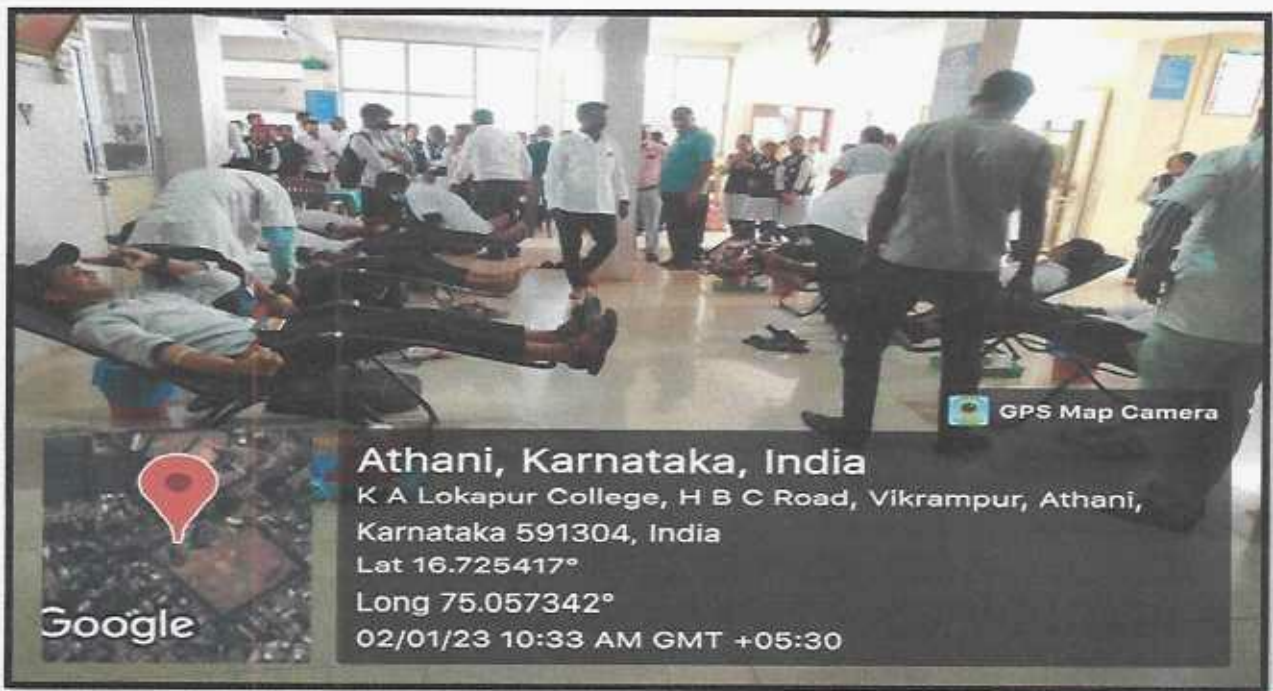 GPS Map Camera
Athani, Karnataka, India
K A Lokapur College, H B C Road, Vikrampur, Athani,
Karnataka 591304, India
Lat 16.725417°
Long 75.057342°
02/01/23 10:33 AM GMT +05:30
Google